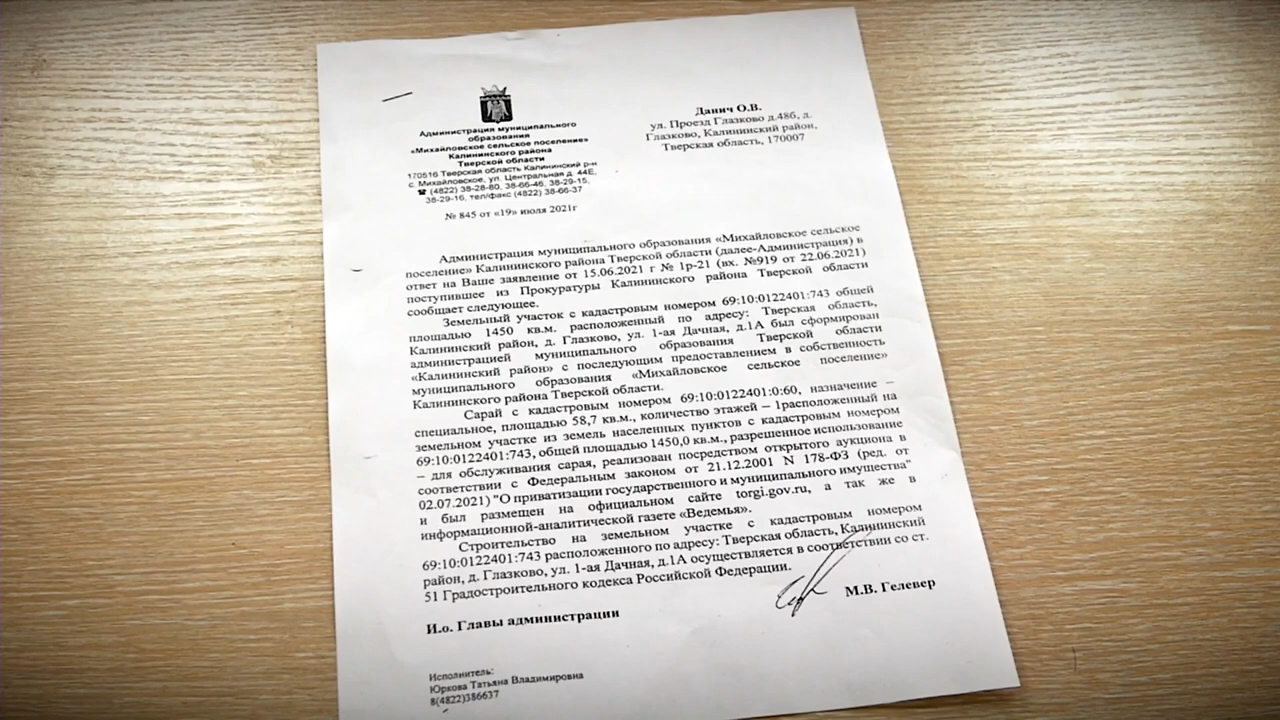 Администрация муниципального
образования
«Михайловское сельское поселение»
Калининского района
Тверской области
170516 Тверская область Калининский р-н
с. Михайловское, ул. Центральная д. 44Е,
☎ (4822) 38-28-80, 38-66-46, 38-29-15,
38-29-16, тел/факс (4822) 38-66-37
№ 845 от «19» июля 2021г
Данич О.В.
ул. Проезд Глазково д.48б, д.
Глазково, Калининский район,
Тверская область, 170007
Администрация муниципального образования «Михайловское сельское
поселение» Калининского района Тверской области (далее-Администрация) в
ответ на Ваше заявление от 15.06.2021 г № 1р-21 (вх. №919 от 22.06.2021)
поступившее из Прокуратуры Калининского района Тверской области
сообщает следующее.
Земельный участок с кадастровым номером 69:10:0122401:743 общей
площадью 1450 кв.м. расположенный по адресу: Тверская область,
Калининский район, д. Глазково, ул. 1-ая Дачная, д.1А был сформирован
администрацией муниципального образования Тверской области
«Калининский район» с последующим предоставлением в собственность
муниципального образования «Михайловское сельское поселение»
Калининского района Тверской области.
Сарай с кадастровым номером 69:10:0122401:0:60, назначение –
специальное, площадью 58,7 кв.м., количество этажей – 1расположенный на
земельном участке из земель населенных пунктов с кадастровым номером
69:10:0122401:743, общей площадью 1450,0 кв.м., разрешенное использование
– для обслуживания сарая, реализован посредством открытого аукциона в
соответствии с Федеральным законом от 21.12.2001 N 178-ФЗ (ред. от
02.07.2021) "О приватизации государственного и муниципального имущества"
и был размещен на официальном сайте torgi.gov.ru, а так же в
информационной-аналитической газете «Ведемья».
Строительство на земельном участке с кадастровым номером
69:10:0122401:743 расположенного по адресу: Тверская область, Калининский
район, д. Глазково, ул. 1-ая Дачная, д.1А осуществляется в соответствии со ст.
51 Градостроительного кодекса Российской Федерации.
И.о. Главы администрации
М.В. Гелевер
Исполнитель:
Юркова Татьяна Владимировна
8(4822)386637